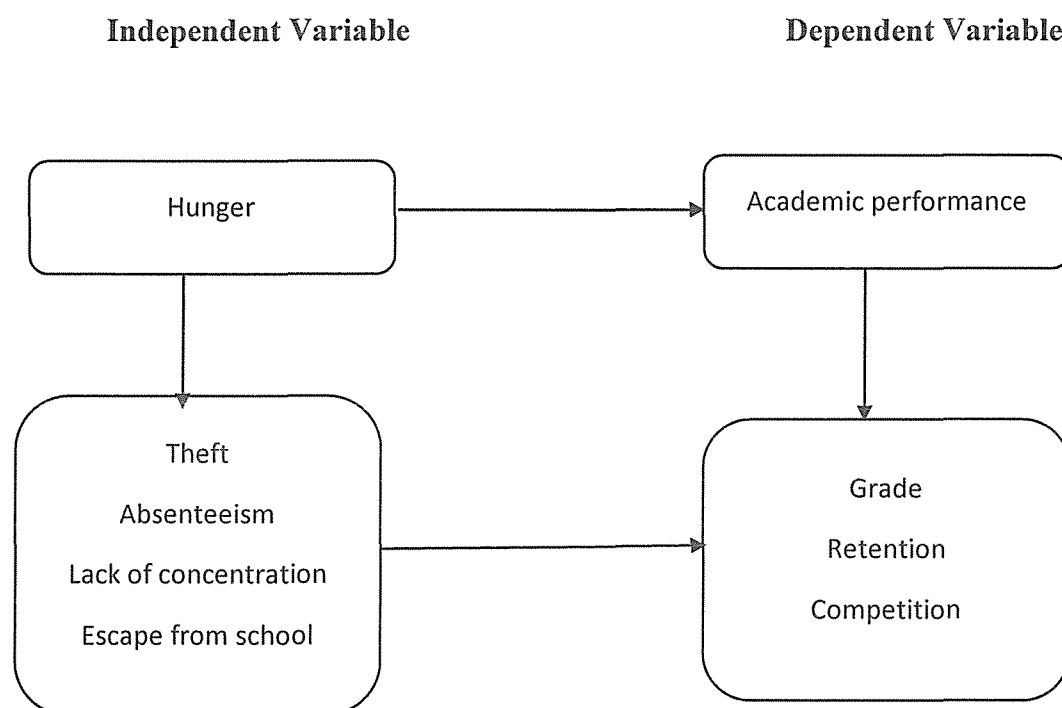 Independent Variable
Dependent Variable
Hunger
Academic performance
Theft
Absenteeism
Lack of concentration
Escape from school
Grade
Retention
Competition